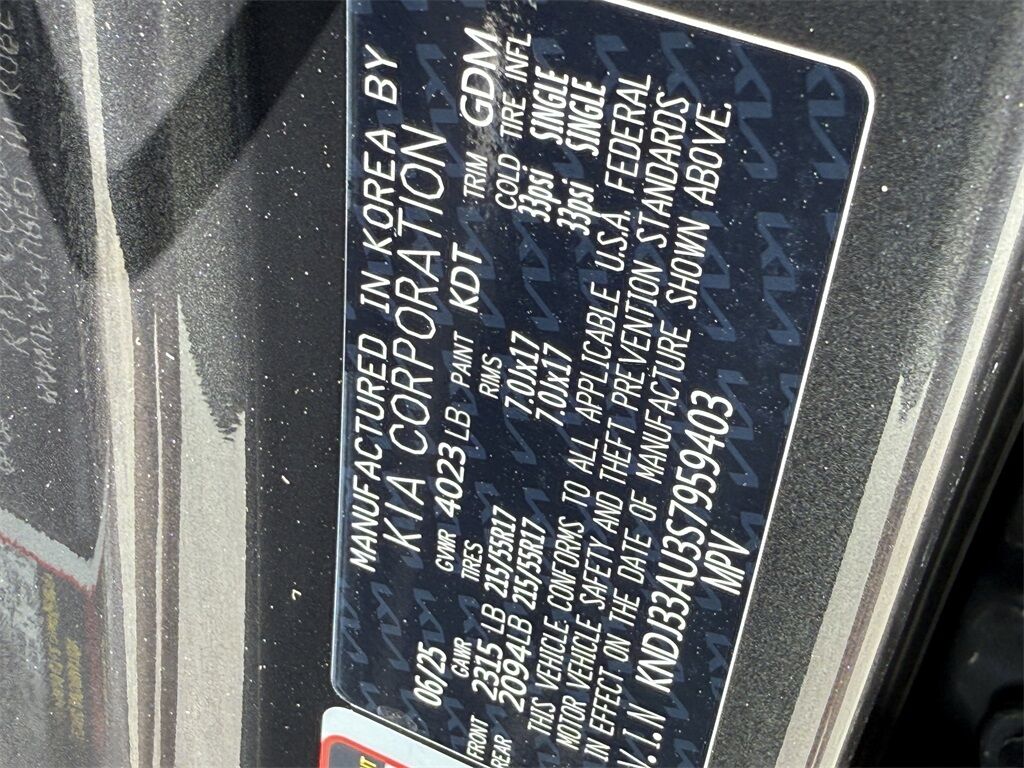 MANUFACTURED IN KOREA BY
KIA CORPORATION
06/25 GVWR 4023 LB PAINT KDT TRIM GDM
GAWR TIRES RIMS COLD TIRE INFL
FRONT 2315 LB 215/55R17 7.0Jx17 33psi SINGLE
REAR 2094LB 215/55R17 7.0Jx17 33psi SINGLE
THIS VEHICLE CONFORMS TO ALL APPLICABLE U.S.A. FEDERAL
MOTOR VEHICLE SAFETY AND THEFT PREVENTION STANDARDS
IN EFFECT ON THE DATE OF MANUFACTURE SHOWN ABOVE.
V.I.N KNDJ33AU3S7959403
MPV